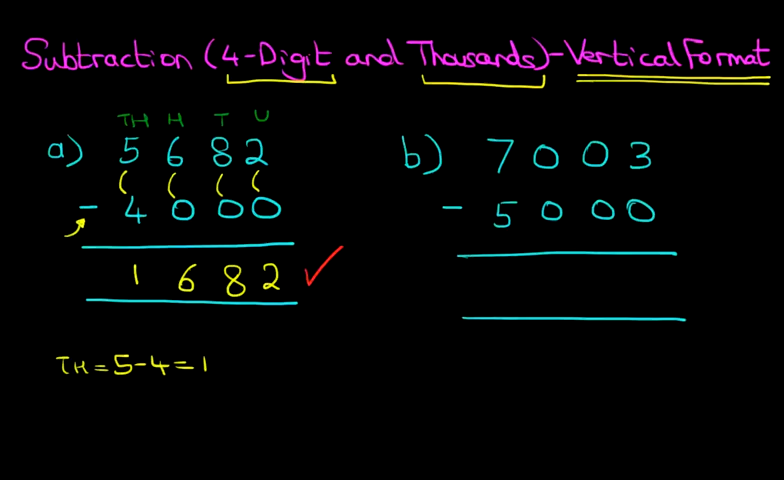 Subtraction (4-Digit and Thousands)-Vertical Format
TH H T U
a) 5 6 8 2
- 4 0 0 0
1 6 8 2 ✓
TH = 5-4 = 1
b) 7 0 0 3
- 5 0 0 0